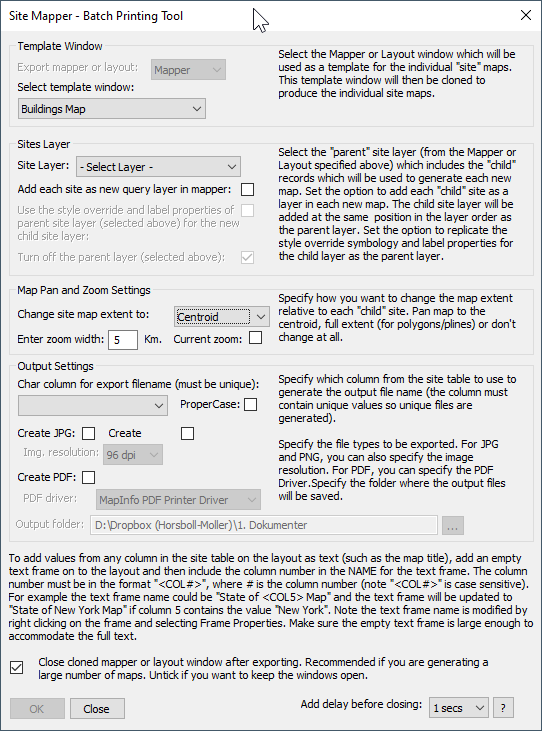 Site Mapper - Batch Printing Tool
Template Window
Export mapper or layout: Mapper
Select template window:
Buildings Map
Select the Mapper or Layout window which will be
used as a template for the individual "site" maps.
This template window will then be cloned to
produce the individual site maps.
Sites Layer
Site Layer: - Select Layer -
Add each site as new query layer in mapper:
Use the style override and label properties of
parent site layer (selected above) for the new
child site layer:
Turn off the parent layer (selected above):
Select the "parent" site layer (from the Mapper or
Layout specified above) which includes the "child"
records which will be used to generate each new
map. Set the option to add each "child" site as a
layer in each new map. The child site layer will be
added at the same  position in the layer order as
the parent layer. Set the option to replicate the
style override symbology and label properties for
the child layer as the parent layer.
Map Pan and Zoom Settings
Change site map extent to: Centroid
Enter zoom width: 5 Km. Current zoom:
Specify how you want to change the map extent
relative to each "child" site. Pan map to the
centroid, full extent (for polygons/plines) or don't
change at all.
Output Settings
Char column for export filename (must be unique):
ProperCase:
Create JPG: Create
Img. resolution: 96 dpi
Create PDF:
PDF driver: MapInfo PDF Printer Driver
Output folder: D:\Dropbox (Horsboll-Moller)\1. Dokumenter ...
Specify which column from the site table to use to
generate the output file name (the column must
contain unique values so unique files are
generated).
Specify the file types to be exported. For JPG
and PNG, you can also specify the image
resolution. For PDF, you can specify the PDF
Driver.Specify the folder where the output files
will be saved.
To add values from any column in the site table on the layout as text (such as the map title), add an empty
text frame on to the layout and then include the column number in the NAME for the text frame. The column
number must be in the format "<COL#>", where # is the column number (note "<COL#>" is case sensitive).
For example the text frame name could be "State of <COL5> Map" and the text frame will be updated to
"State of New York Map" if column 5 contains the value "New York". Note the text frame name is modified by
right clicking on the frame and selecting Frame Properties. Make sure the empty text frame is large enough to
accommodate the full text.
Close cloned mapper or layout window after exporting. Recommended if you are generating a
large number of maps. Untick if you want to keep the windows open.
OK Close Add delay before closing: 1 secs ?